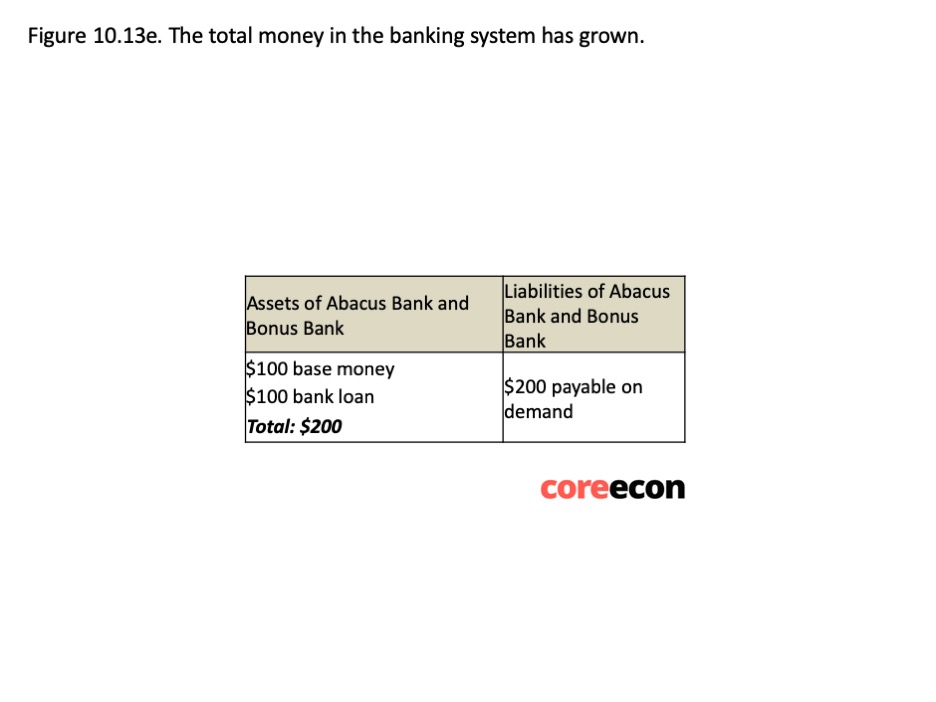 Figure 10.13e. The total money in the banking system has grown.
Assets of Abacus Bank and
Bonus Bank
Liabilities of Abacus
Bank and Bonus
Bank
$100 base money
$100 bank loan
Total: $200
$200 payable on
demand
coreecon